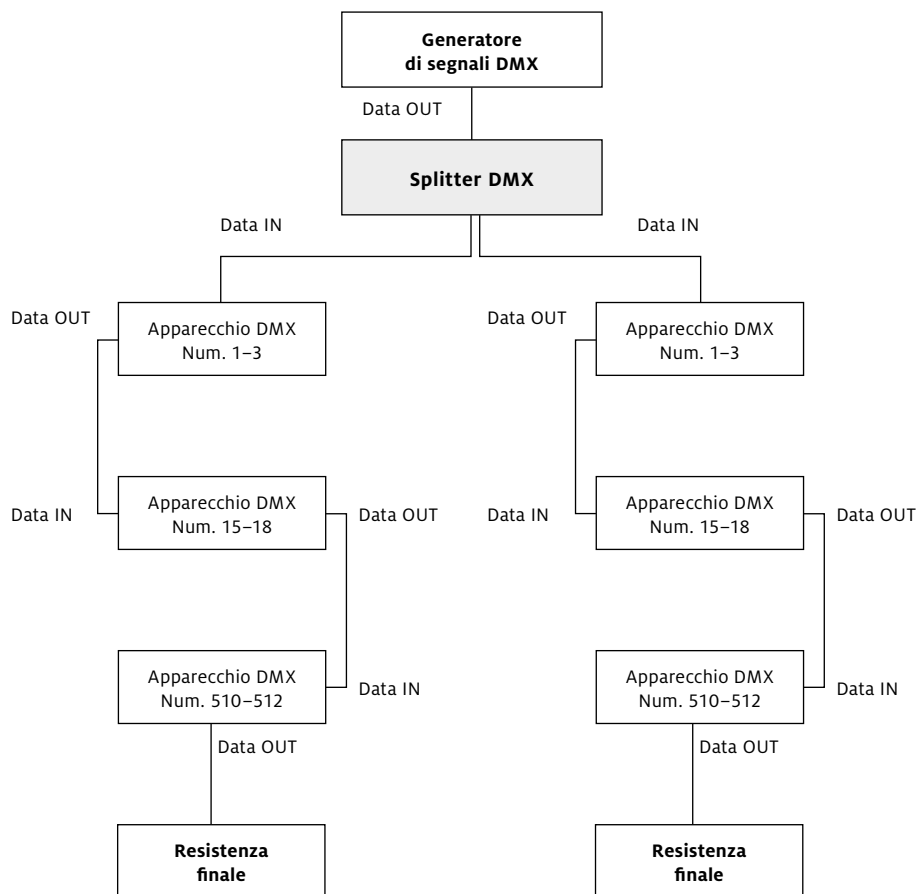 Generatore
di segnali DMX
Data OUT
Splitter DMX
Data IN
Data IN
Data OUT
Apparecchio DMX
Num. 1–3
Data OUT
Apparecchio DMX
Num. 1–3
Data IN
Apparecchio DMX
Num. 15–18
Data OUT
Data IN
Apparecchio DMX
Num. 15–18
Data OUT
Apparecchio DMX
Num. 510–512
Data IN
Apparecchio DMX
Num. 510–512
Data IN
Data OUT
Data OUT
Resistenza
finale
Resistenza
finale